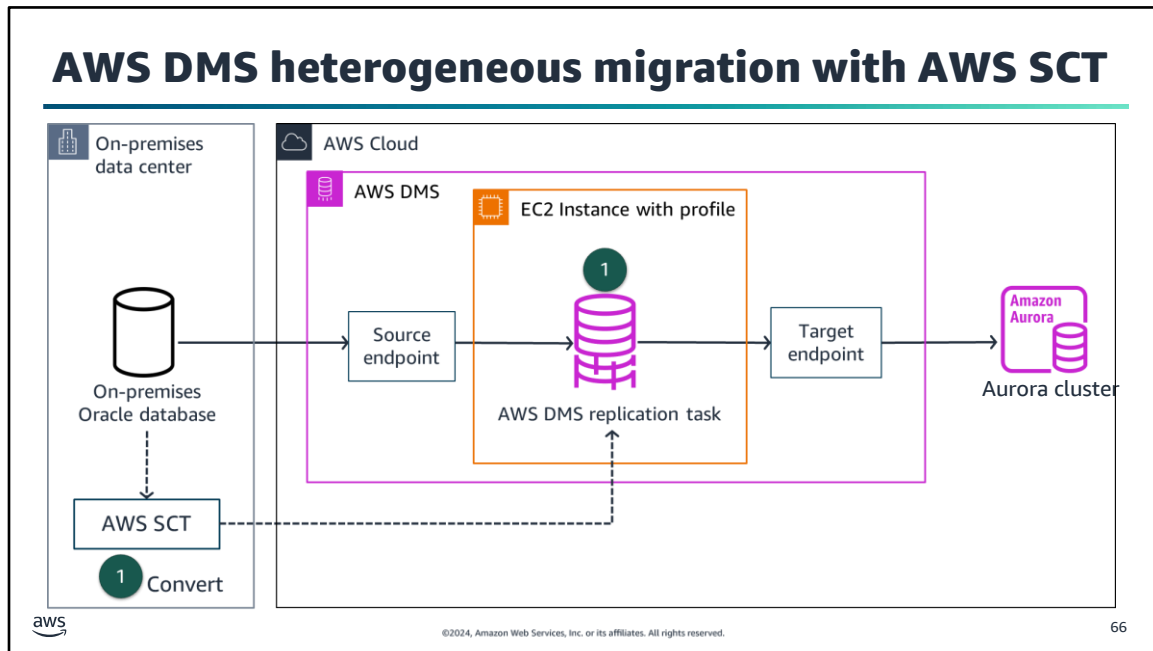 AWS DMS heterogeneous migration with AWS SCT
On-premises
data center
AWS Cloud
AWS DMS
EC2 Instance with profile
1
Source
endpoint
Target
endpoint
Amazon
Aurora
Aurora cluster
On-premises
Oracle database
AWS DMS replication task
AWS SCT
1 Convert
aws
©2024, Amazon Web Services, Inc. or its affiliates. All rights reserved.
66